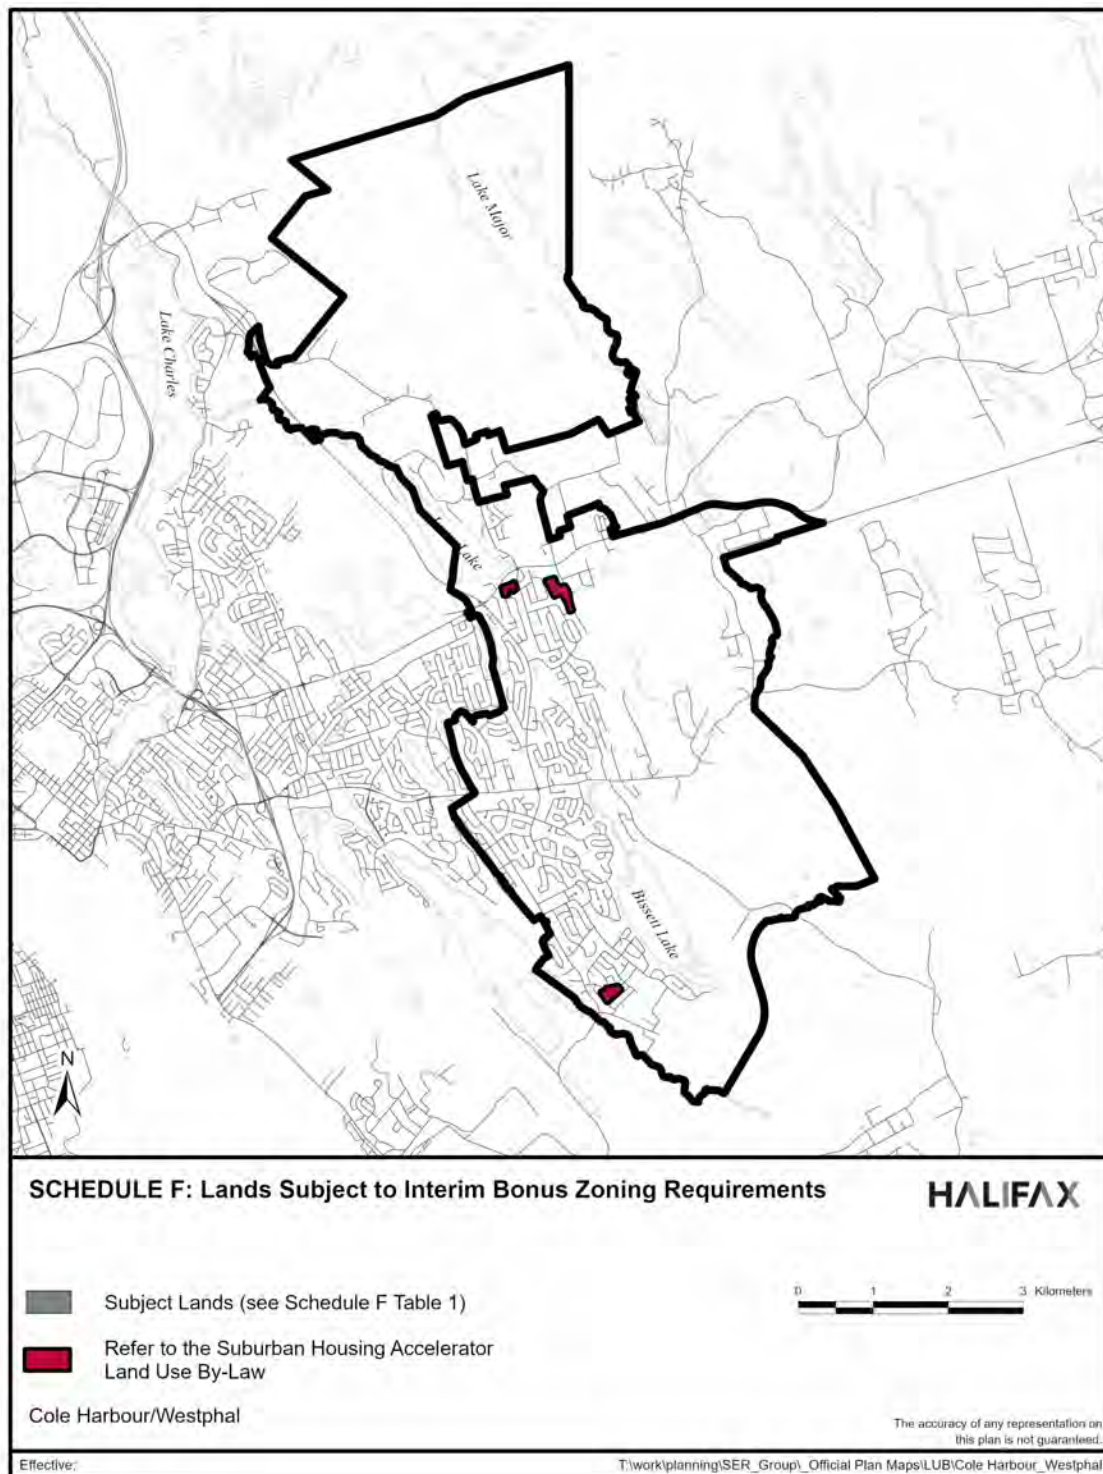 Lake Major
Lake Charles
Lake
Bissett Lake
N
SCHEDULE F: Lands Subject to Interim Bonus Zoning Requirements
HALIFAX
Subject Lands (see Schedule F Table 1)
0 1 2 3 Kilometers
Refer to the Suburban Housing Accelerator
Land Use By-Law
Cole Harbour/Westphal
The accuracy of any representation on
this plan is not guaranteed.
Effective:
T:\work\planning\SER_Group\_Official Plan Maps\LUB\Cole Harbour_Westphal